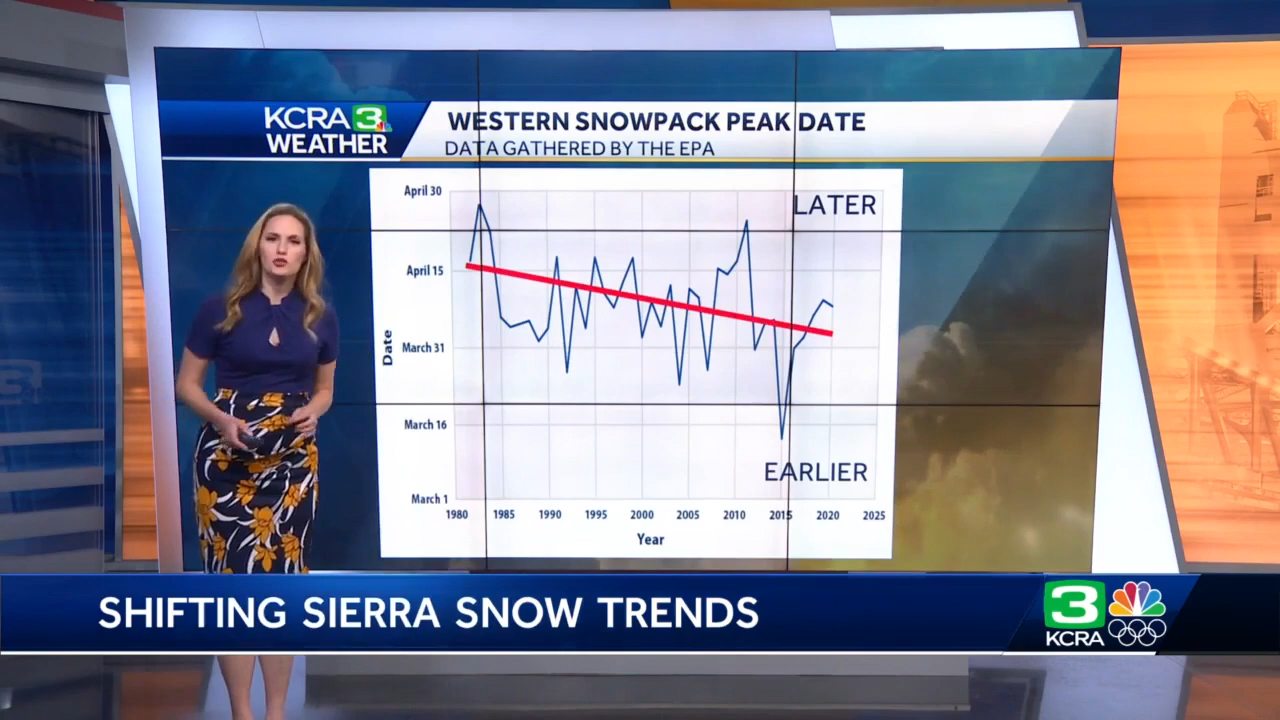 KCRA 3
WEATHER
WESTERN SNOWPACK PEAK DATE
DATA GATHERED BY THE EPA
April 30
LATER
April 15
Date
March 31
March 16
EARLIER
March 1
1980 1985 1990 1995 2000 2005 2010 2015 2020 2025
Year
3
SHIFTING SIERRA SNOW TRENDS
3
KCRA